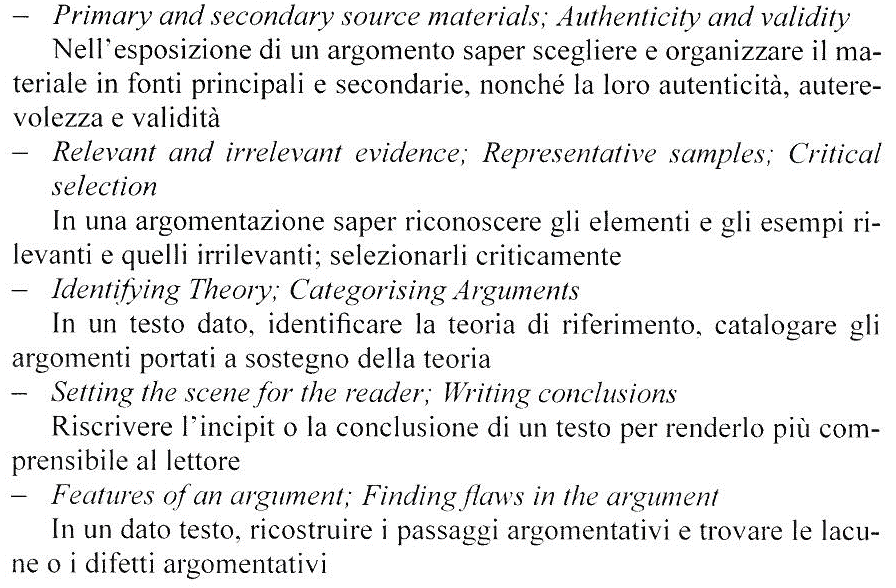 – Primary and secondary source materials; Authenticity and validity
Nell'esposizione di un argomento saper scegliere e organizzare il ma-
teriale in fonti principali e secondarie, nonché la loro autenticità, autere-
volezza e validità
– Relevant and irrelevant evidence; Representative samples; Critical
selection
In una argomentazione saper riconoscere gli elementi e gli esempi ri-
levanti e quelli irrilevanti; selezionarli criticamente
– Identifying Theory; Categorising Arguments
In un testo dato, identificare la teoria di riferimento, catalogare gli
argomenti portati a sostegno della teoria
– Setting the scene for the reader; Writing conclusions
Riscrivere l'incipit o la conclusione di un testo per renderlo più com-
prensibile al lettore
– Features of an argument; Finding flaws in the argument
In un dato testo, ricostruire i passaggi argomentativi e trovare le lacu-
ne o i difetti argomentativi